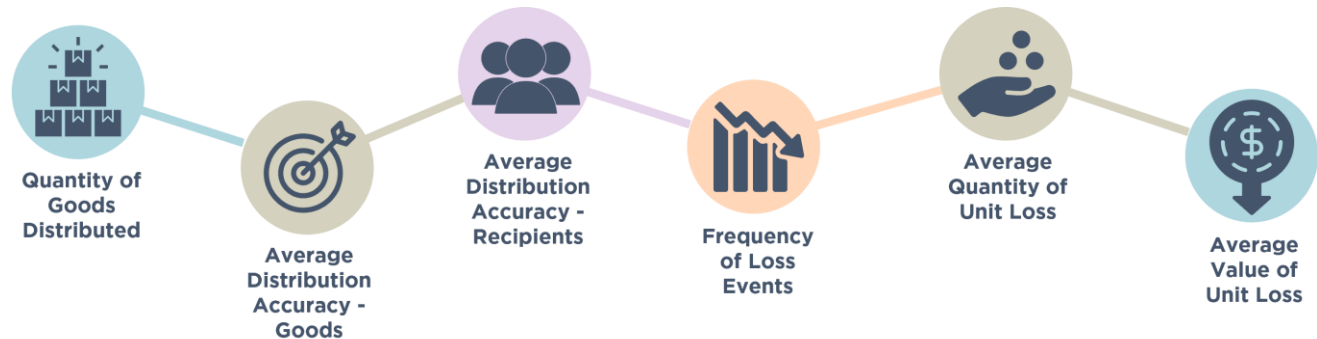 Quantity of
Goods
Distributed
Average
Distribution
Accuracy -
Goods
Average
Distribution
Accuracy -
Recipients
Frequency
of Loss
Events
Average
Quantity of
Unit Loss
$
Average
Value of
Unit Loss